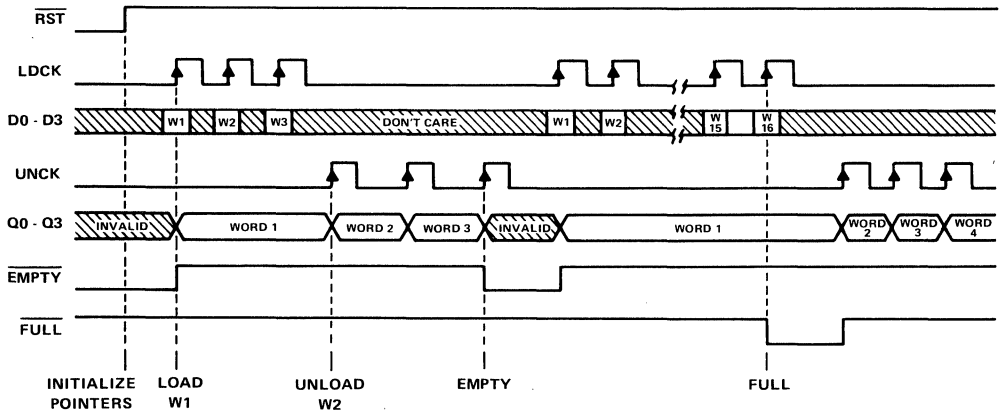 RST
LDCK
D0 - D3 W1 W2 W3 DON'T CARE W1 W2 W 15 W 16
UNCK
Q0 - Q3 INVALID WORD 1 WORD 2 WORD 3 INVALID WORD 1 WORD 2 WORD 3 WORD 4
EMPTY
FULL
INITIALIZE POINTERS
LOAD W1
UNLOAD W2
EMPTY
FULL